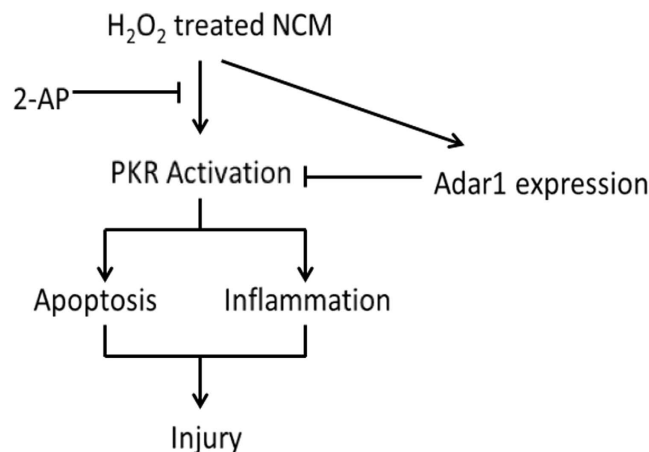 H₂O₂ treated NCM
2-AP
PKR Activation
Adar1 expression
Apoptosis
Inflammation
Injury